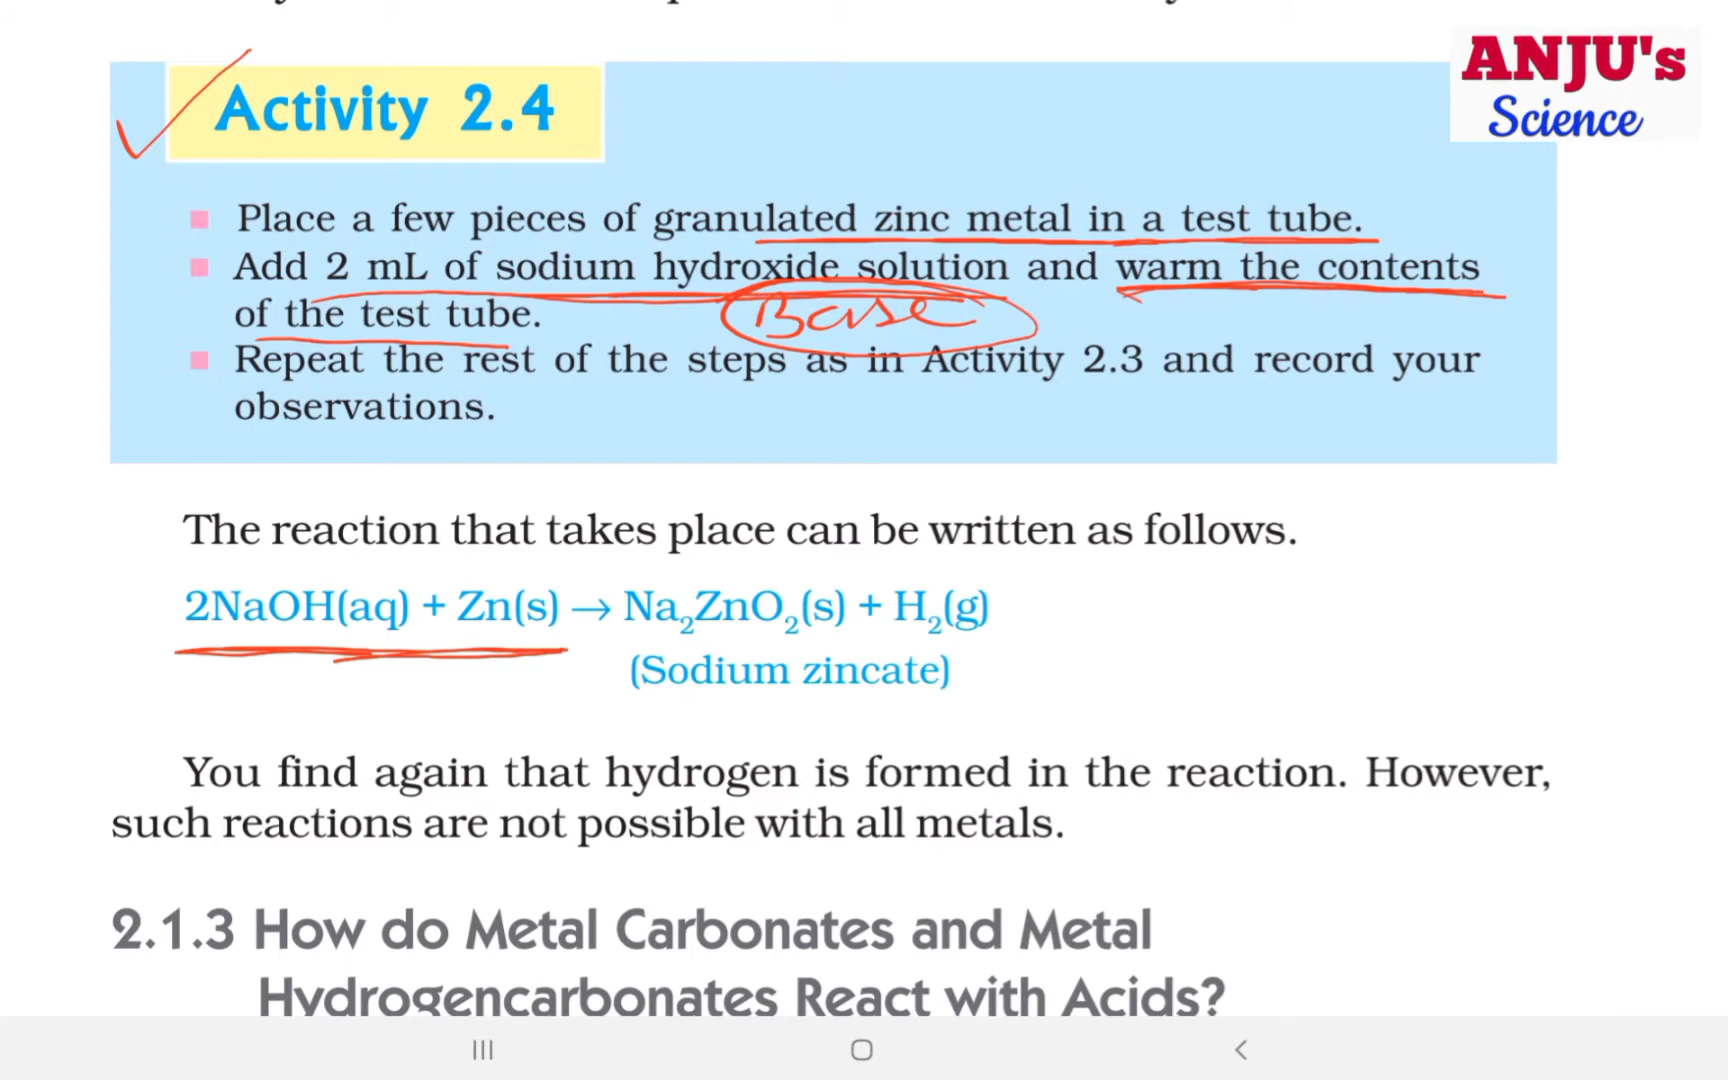 ANJU's
Science
Activity 2.4
Place a few pieces of granulated zinc metal in a test tube.
Add 2 mL of sodium hydroxide solution and warm the contents
of the test tube.
Base
Repeat the rest of the steps as in Activity 2.3 and record your
observations.
The reaction that takes place can be written as follows.
2NaOH(aq) + Zn(s) → Na₂ZnO₂(s) + H₂(g)
(Sodium zincate)
You find again that hydrogen is formed in the reaction. However,
such reactions are not possible with all metals.
2.1.3 How do Metal Carbonates and Metal
Hydrogencarbonates React with Acids?